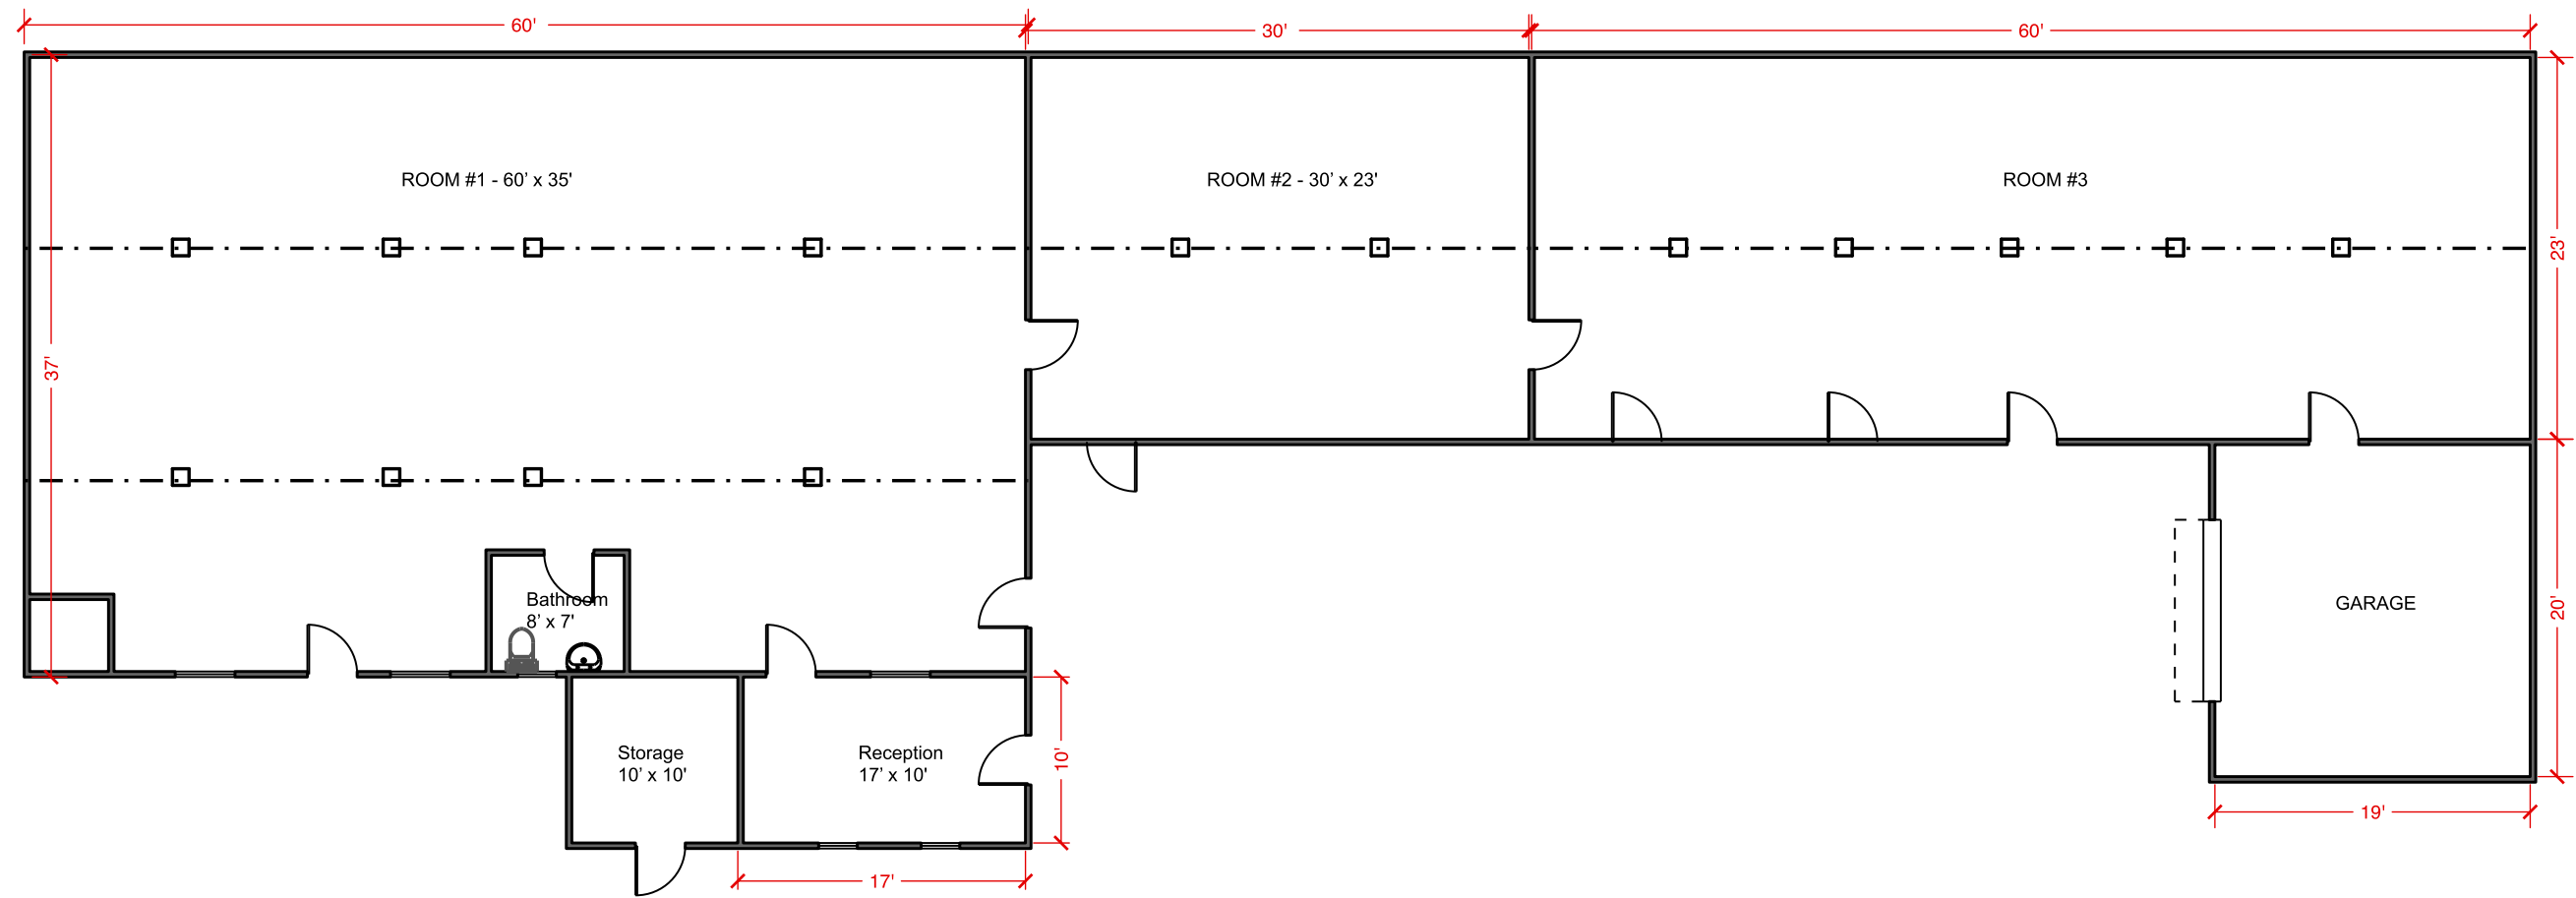 60'
30'
60'
ROOM #1 - 60’ x 35'
ROOM #2 - 30’ x 23'
ROOM #3
23'
37'
Bathroom
8’ x 7'
GARAGE
20'
Storage
10’ x 10'
Reception
17’ x 10'
10'
19'
17'